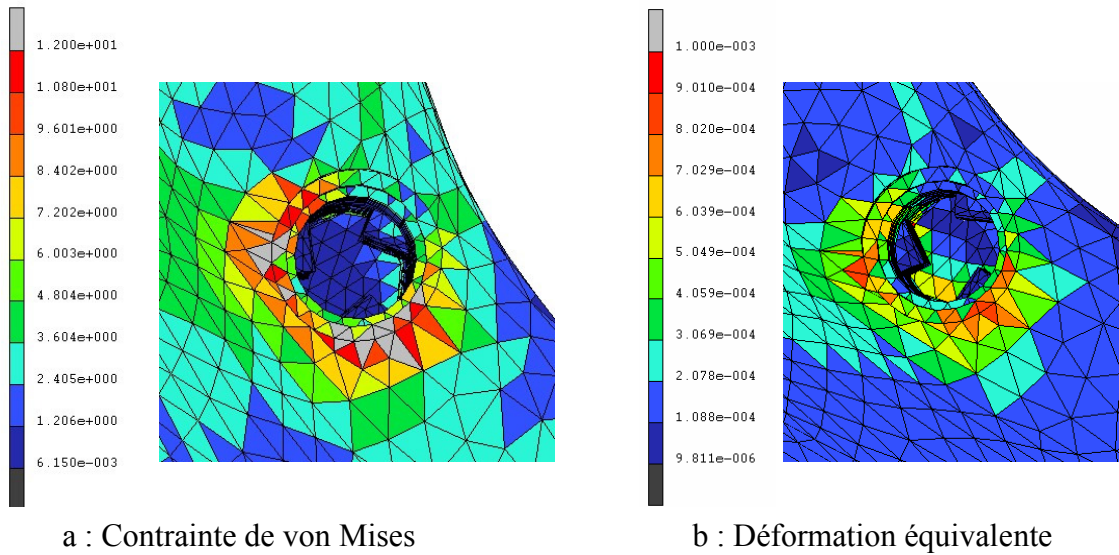 1.200e+001
1.080e+001
9.601e+000
8.402e+000
7.202e+000
6.003e+000
4.804e+000
3.604e+000
2.405e+000
1.206e+000
6.150e-003
1.000e-003
9.010e-004
8.020e-004
7.029e-004
6.039e-004
5.049e-004
4.059e-004
3.069e-004
2.078e-004
1.088e-004
9.811e-006
a : Contrainte de von Mises
b : Déformation équivalente